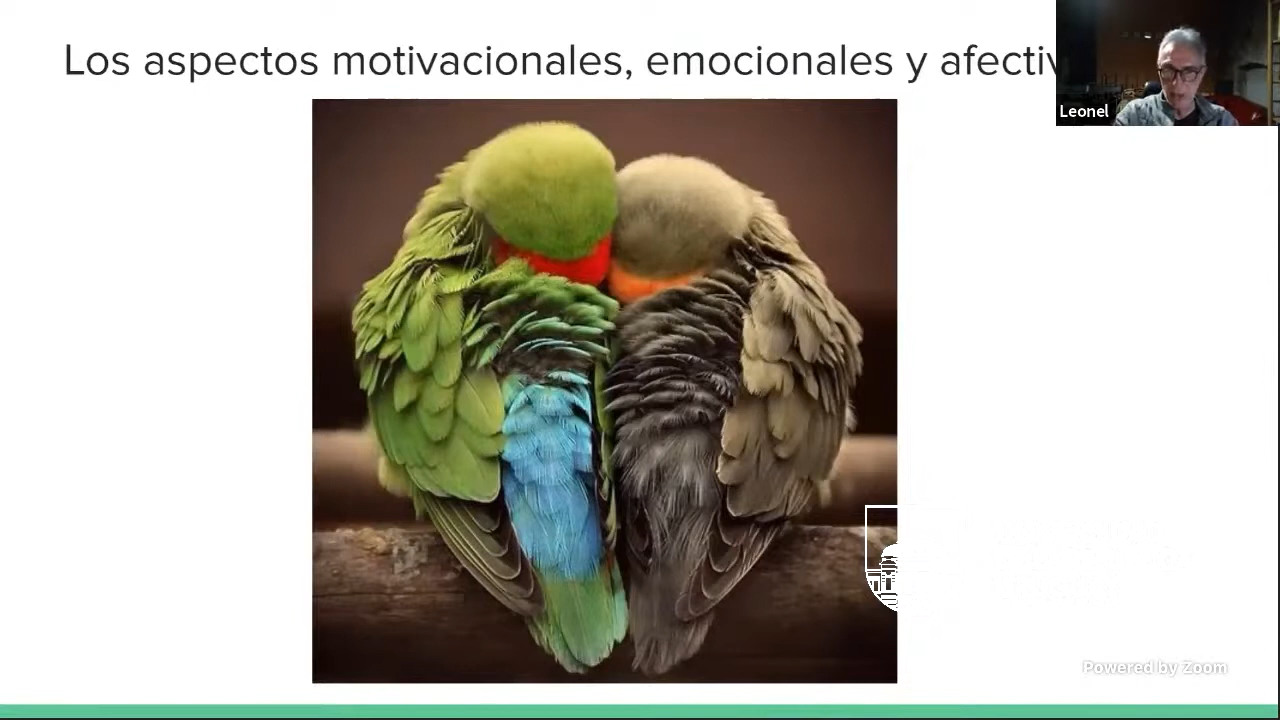 Los aspectos motivacionales, emocionales y afectiv
Leonel
Powered by Zoom